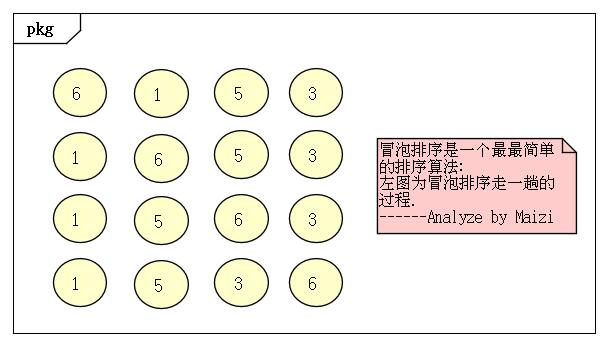 pkg
6 1 5 3
1 6 5 3
1 5 6 3
1 5 3 6
冒泡排序是一个最最简单
的排序算法:
左图为冒泡排序走一趟的
过程.
------Analyze by Maizi